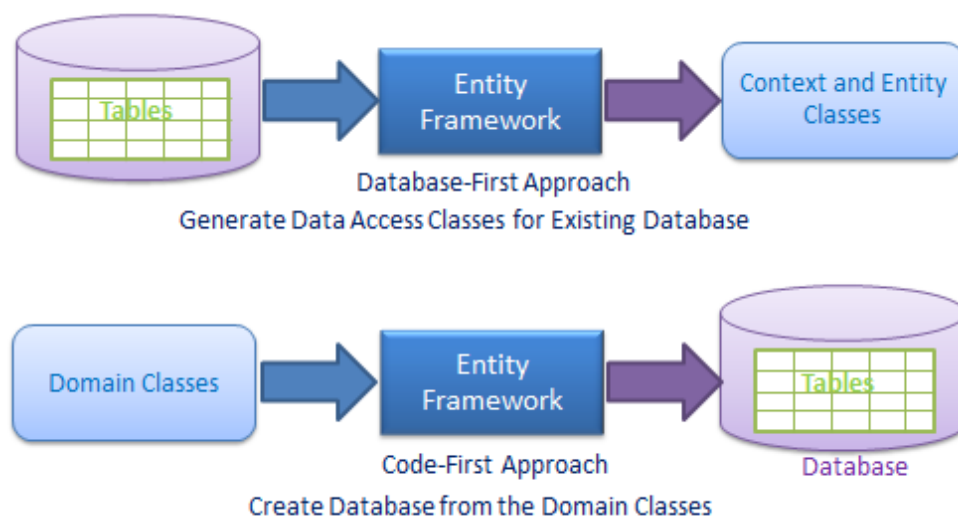 Tables
Entity
Framework
Context and Entity
Classes
Database-First Approach
Generate Data Access Classes for Existing Database
Domain Classes
Entity
Framework
Tables
Code-First Approach
Database
Create Database from the Domain Classes